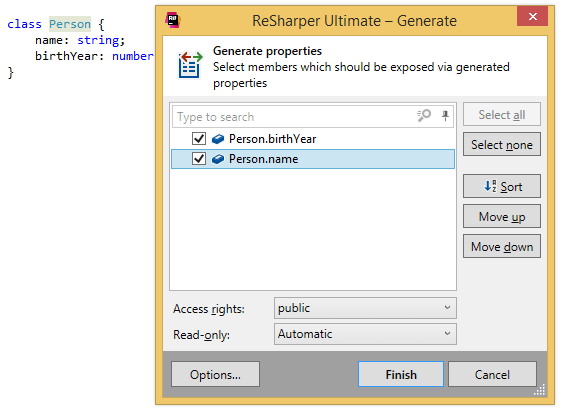 class Person {
name: string;
birthYear: number
}
ReSharper Ultimate – Generate
Generate properties
Select members which should be exposed via generated
properties
Type to search
Person.birthYear
Person.name
Select all
Select none
Sort
Move up
Move down
Access rights: public
Read-only: Automatic
Options...
Finish
Cancel